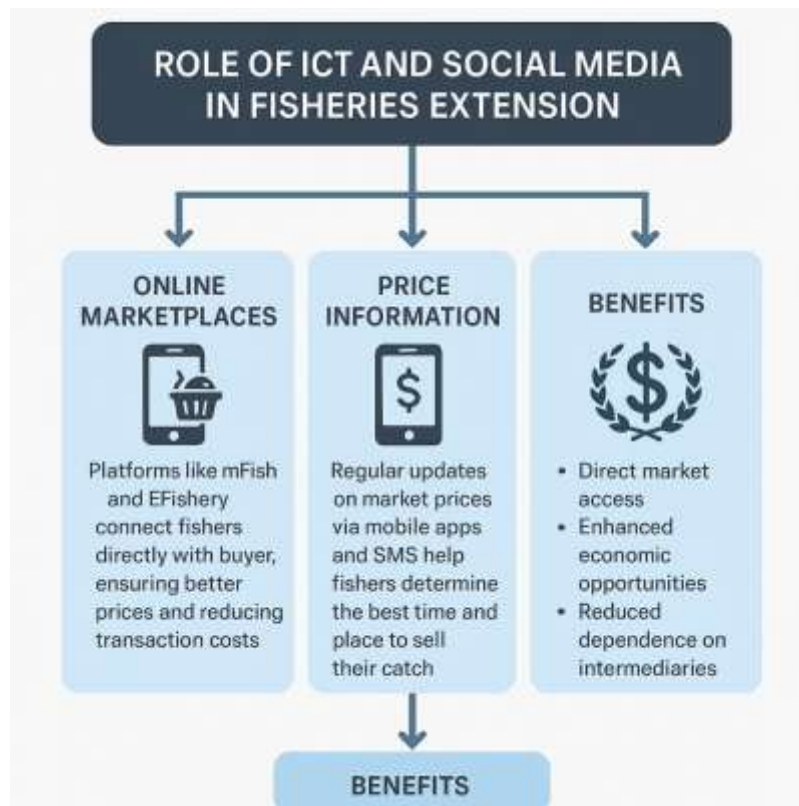 ROLE OF ICT AND SOCIAL MEDIA
IN FISHERIES EXTENSION
ONLINE
MARKETPLACES
Platforms like mFish
and EFishery
connect fishers
directly with buyer,
ensuring better
prices and reducing
transaction costs
PRICE
INFORMATION
$
Regular updates
on market prices
via mobile apps
and SMS help
fishers determine
the best time and
place to sell
their catch
BENEFITS
$
• Direct market
access
• Enhanced
economic
opportunities
• Reduced
dependence on
intermediaries
BENEFITS